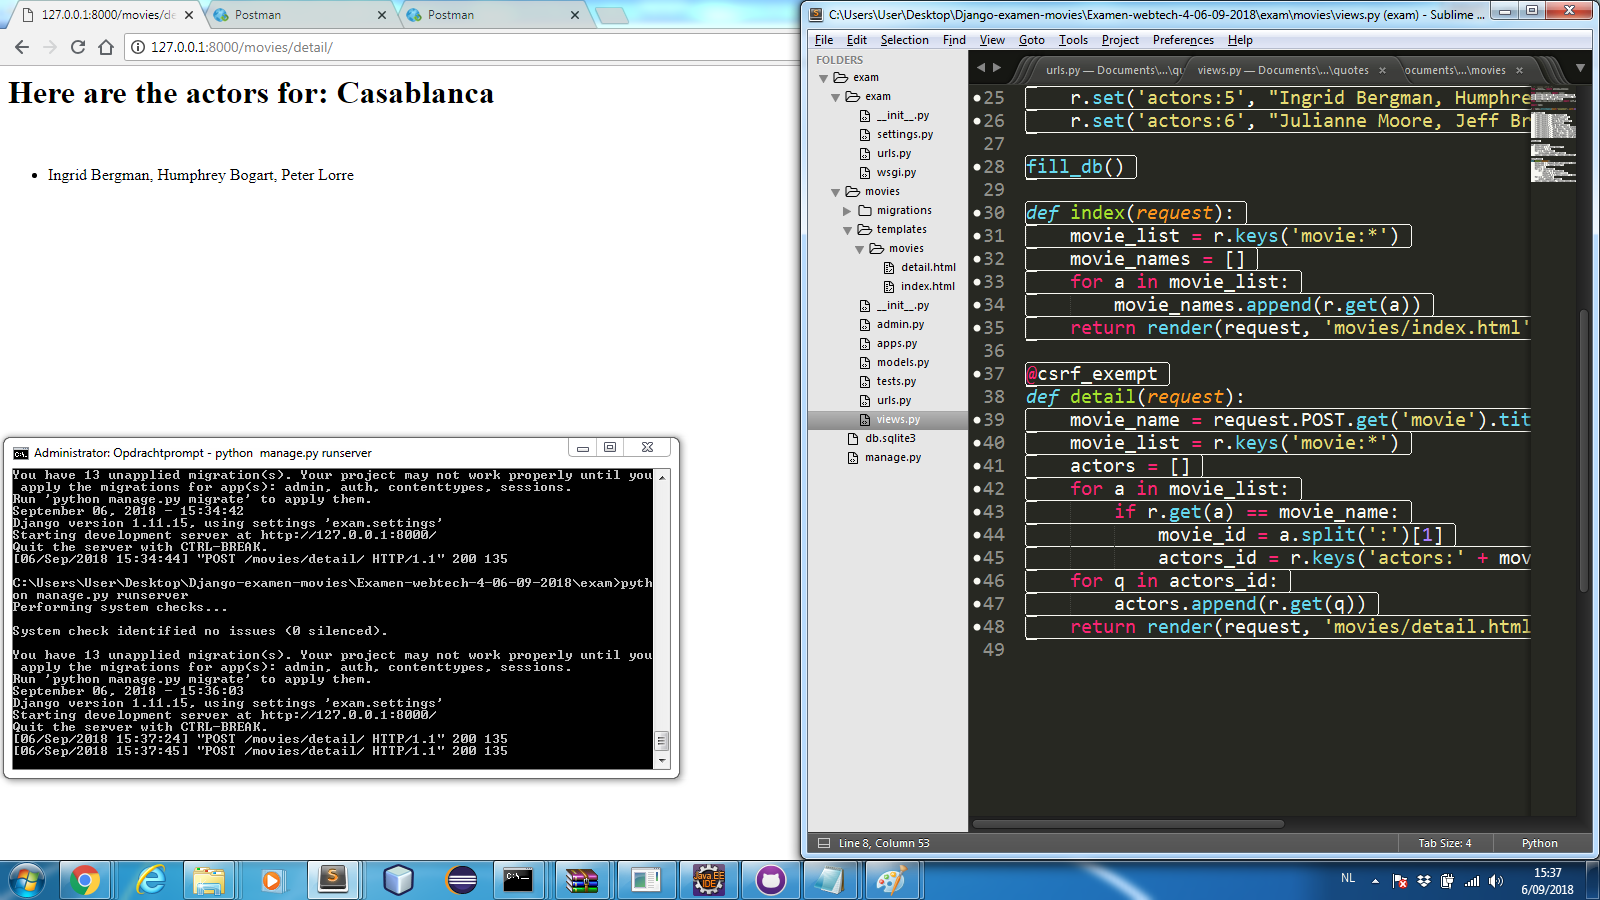 127.0.0.1:8000/movies/de
Postman
Postman
127.0.0.1:8000/movies/detail/
Here are the actors for: Casablanca
Ingrid Bergman, Humphrey Bogart, Peter Lorre
Administrator: Opdrachtprompt - python  manage.py runserver
You have 13 unapplied migration(s). Your project may not work properly until you
 apply the migrations for app(s): admin, auth, contenttypes, sessions.
Run 'python manage.py migrate' to apply them.
September 06, 2018 - 15:34:42
Django version 1.11.15, using settings 'exam.settings'
Starting development server at http://127.0.0.1:8000/
Quit the server with CTRL-BREAK.
[06/Sep/2018 15:34:44] "POST /movies/detail/ HTTP/1.1" 200 135
C:\Users\User\Desktop\Django-examen-movies\Examen-webtech-4-06-09-2018\exam>pyth
on manage.py runserver
Performing system checks...
System check identified no issues (0 silenced).
You have 13 unapplied migration(s). Your project may not work properly until you
 apply the migrations for app(s): admin, auth, contenttypes, sessions.
Run 'python manage.py migrate' to apply them.
September 06, 2018 - 15:36:03
Django version 1.11.15, using settings 'exam.settings'
Starting development server at http://127.0.0.1:8000/
Quit the server with CTRL-BREAK.
[06/Sep/2018 15:37:24] "POST /movies/detail/ HTTP/1.1" 200 135
[06/Sep/2018 15:37:45] "POST /movies/detail/ HTTP/1.1" 200 135
C:\Users\User\Desktop\Django-examen-movies\Examen-webtech-4-06-09-2018\exam\movies\views.py (exam) - Sublime ...
File Edit Selection Find View Goto Tools Project Preferences Help
FOLDERS
exam
exam
__init__.py
settings.py
urls.py
wsgi.py
movies
migrations
templates
movies
detail.html
index.html
__init__.py
admin.py
apps.py
models.py
tests.py
urls.py
views.py
db.sqlite3
manage.py
urls.py — Documents\...\qu
views.py — Documents\...\quotes
ocuments\...\movies
25     r.set('actors:5', "Ingrid Bergman, Humphre
26     r.set('actors:6', "Julianne Moore, Jeff Br
27
28 fill_db()
29
30 def index(request):
31     movie_list = r.keys('movie:*')
32     movie_names = []
33     for a in movie_list:
34         movie_names.append(r.get(a))
35     return render(request, 'movies/index.html'
36
37 @csrf_exempt
38 def detail(request):
39     movie_name = request.POST.get('movie').tit
40     movie_list = r.keys('movie:*')
41     actors = []
42     for a in movie_list:
43         if r.get(a) == movie_name:
44             movie_id = a.split(':')[1]
45             actors_id = r.keys('actors:' + mov
46     for q in actors_id:
47         actors.append(r.get(q))
48     return render(request, 'movies/detail.html
49
Line 8, Column 53
Tab Size: 4
Python
Java EE
IDE
NL
15:37
6/09/2018